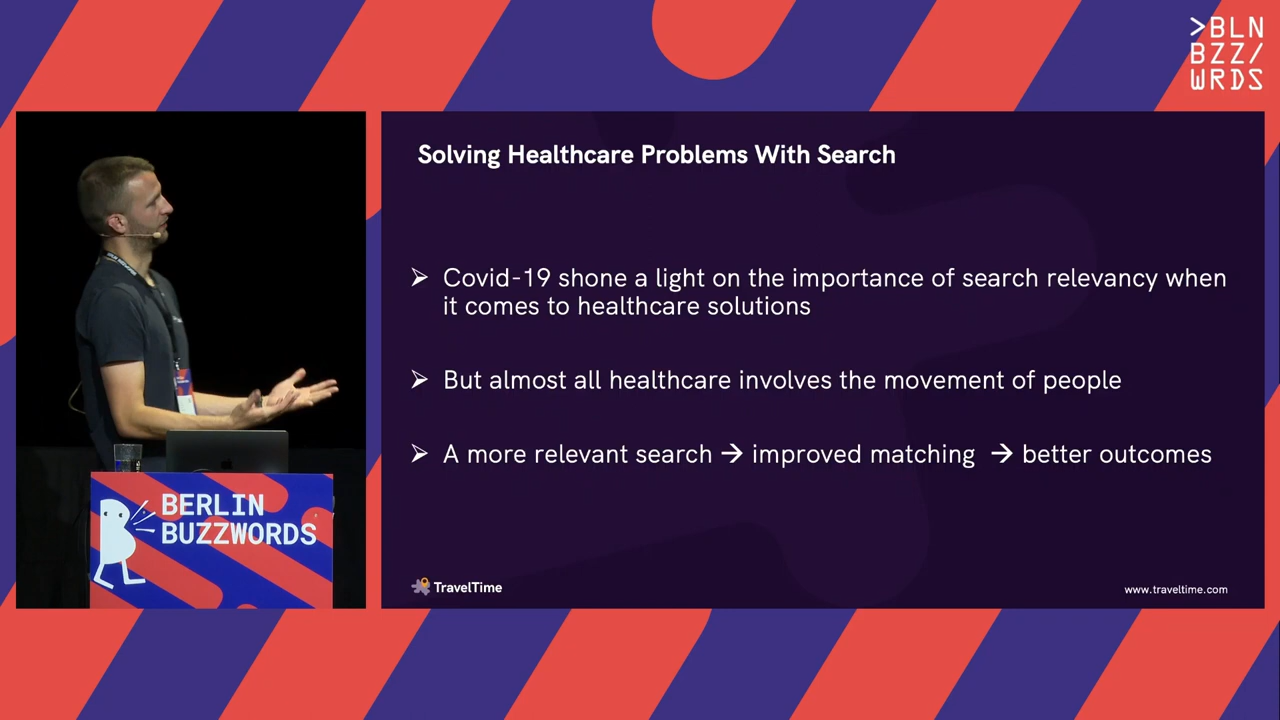 >BLN
BZZ/
WRDS
Solving Healthcare Problems With Search
➢ Covid-19 shone a light on the importance of search relevancy when
it comes to healthcare solutions
➢ But almost all healthcare involves the movement of people
➢ A more relevant search → improved matching → better outcomes
BERLIN
BUZZWORDS
TravelTime
www.traveltime.com